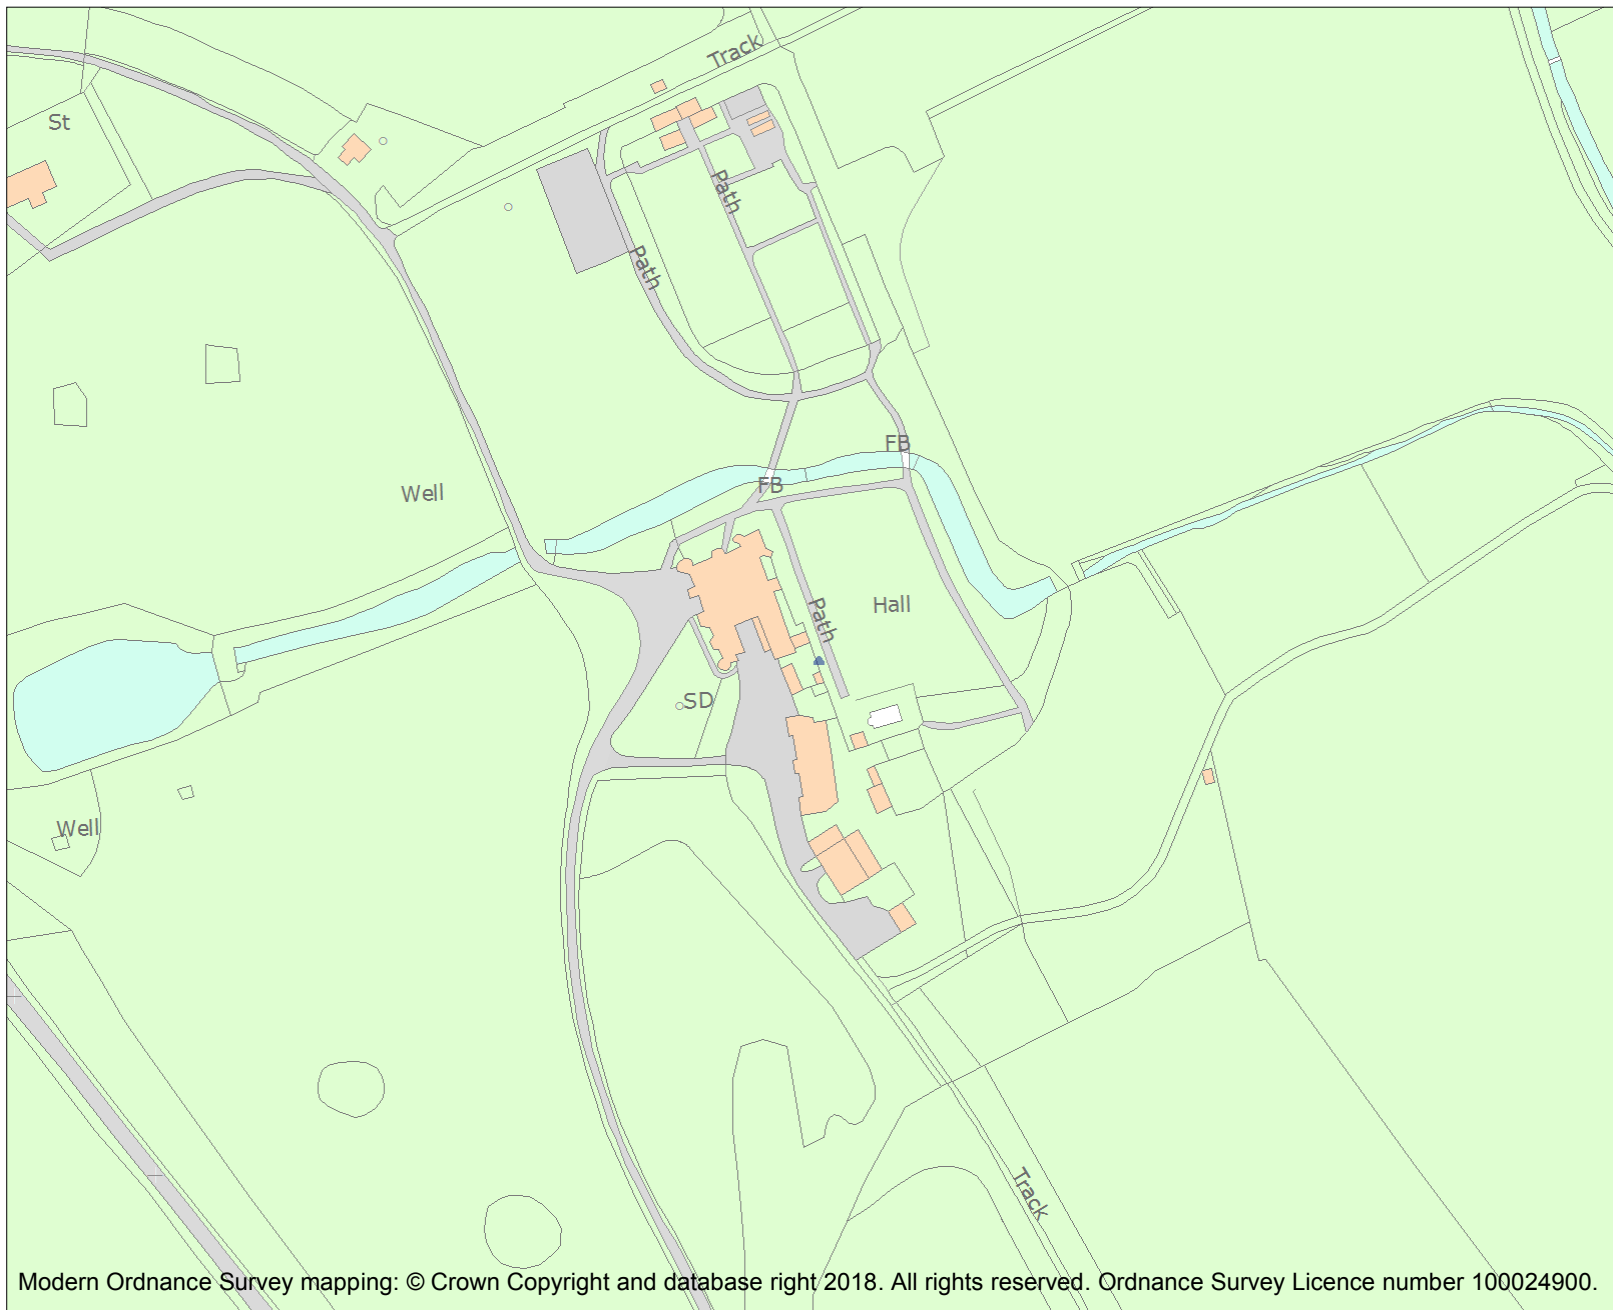 Track
St
Path
Path
FB
FB
Well
Path
Hall
SD
Well
Track
Modern Ordnance Survey mapping: © Crown Copyright and database right 2018. All rights reserved. Ordnance Survey Licence number 100024900.